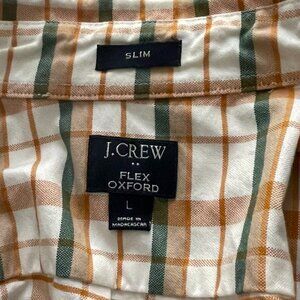 SLIM
J.CREW
FLEX
OXFORD
L
MADE IN
MADAGASCAR